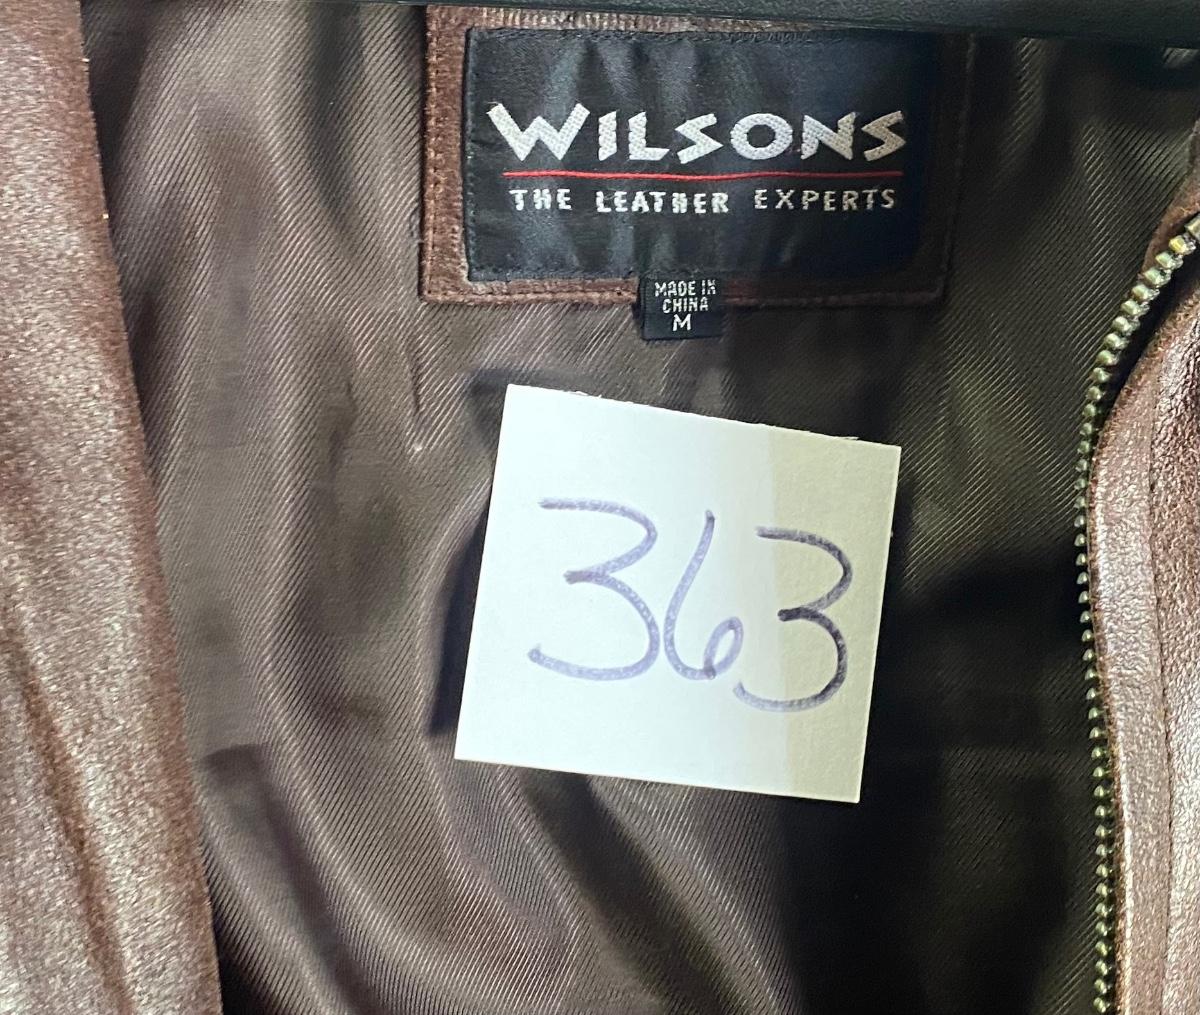 WILSONS
THE LEATHER EXPERTS
MADE IN
CHINA
M
363